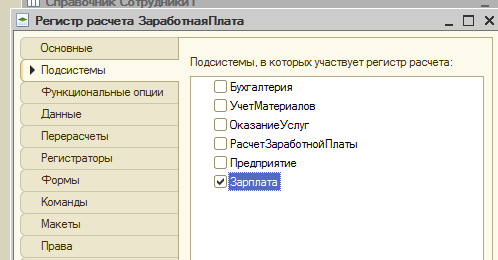 Справочник Сотрудники1
Регистр расчета ЗаработнаяПлата
Основные
Подсистемы
Функциональные опции
Данные
Перерасчеты
Регистраторы
Формы
Команды
Макеты
Права
Подсистемы, в которых участвует регистр расчета:
Бухгалтерия
УчетМатериалов
ОказаниеУслуг
РасчетЗаработнойПлаты
Предприятие
Зарплата